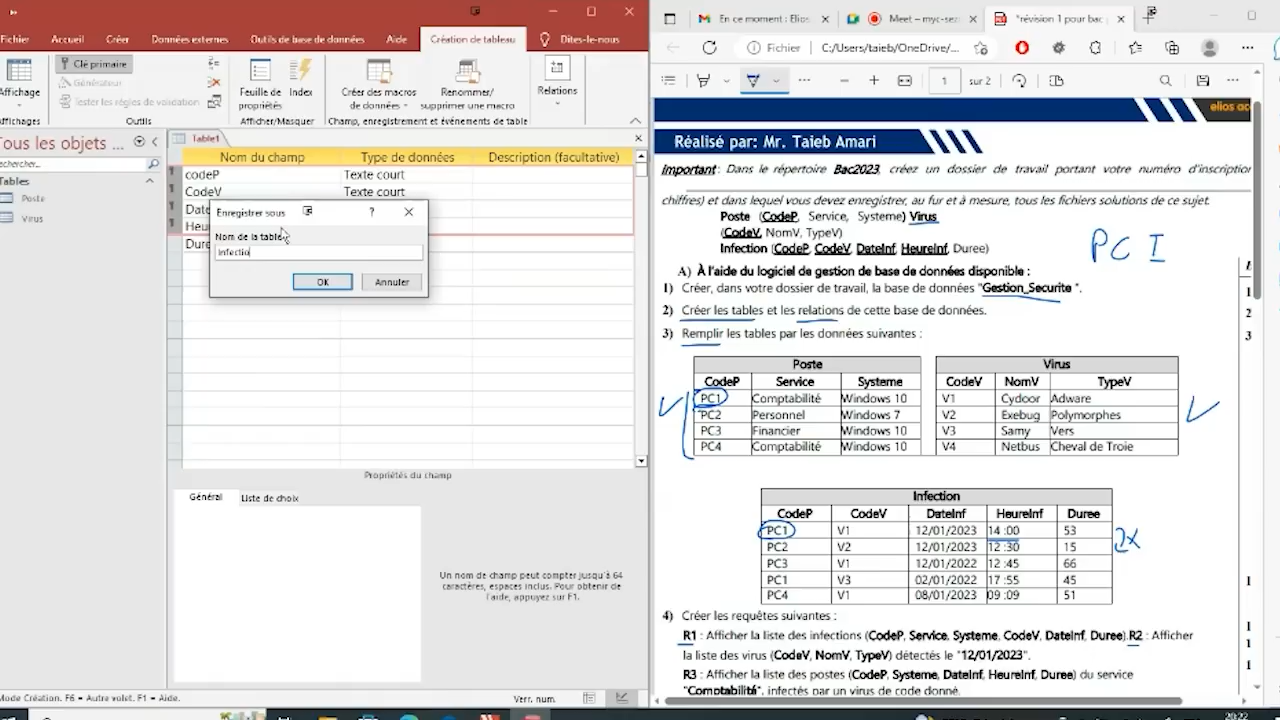 Fichier Accueil Créer Données externes Outils de base de données Aide Création de tableau Dites-le-nous
Affichage
Clé primaire
Générateur
Tester les règles de validation
Feuille de propriétés
Index
Créer des macros de données
Renommer/ supprimer une macro
Relations
Affichages Outils Afficher/Masquer Champ, enregistrement et événements de table
Tous les objets ...
Rechercher...
Tables
Poste
Virus
Table1
Nom du champ Type de données Description (facultative)
codeP Texte court
CodeV Texte court
Date
Heur
Duree
Enregistrer sous
?
Nom de la table
Infectio
OK Annuler
Propriétés du champ
Général Liste de choix
Un nom de champ peut compter jusqu'à 64
caractères, espaces inclus. Pour obtenir de
l'aide, appuyez sur F1.
Mode Création. F6 = Autre volet. F1 = Aide.
Verr. num.
En ce moment : Elios
Meet – myc-sez
*révision 1 pour bac
Fichier C:/Users/taieb/OneDrive/...
1 sur 2
elios ac
Réalisé par: Mr. Taieb Amari
Important: Dans le répertoire Bac2023, créez un dossier de travail portant votre numéro d'inscription
chiffres) et dans lequel vous devez enregistrer, au fur et à mesure, tous les fichiers solutions de ce sujet.
Poste (CodeP, Service, Systeme) Virus
(CodeV, NomV, TypeV)
Infection (CodeP, CodeV, DateInf, HeureInf, Duree)
PC I
A) À l'aide du logiciel de gestion de base de données disponible :
1) Créer, dans votre dossier de travail, la base de données "Gestion_Securite ".
1
2) Créer les tables et les relations de cette base de données.
2
3) Remplir les tables par les données suivantes :
3
Poste
CodeP Service Systeme
PC1 Comptabilité Windows 10
PC2 Personnel Windows 7
PC3 Financier Windows 10
PC4 Comptabilité Windows 10
Virus
CodeV NomV TypeV
V1 Cydoor Adware
V2 Exebug Polymorphes
V3 Samy Vers
V4 Netbus Cheval de Troie
Infection
CodeP CodeV DateInf HeureInf Duree
PC1 V1 12/01/2023 14 :00 53
PC2 V2 12/01/2023 12 :30 15
PC3 V1 12/01/2022 12 :45 66
PC1 V3 02/01/2022 17 :55 45
PC4 V1 08/01/2023 09 :09 51
2x
1
4) Créer les requêtes suivantes :
1
R1 : Afficher la liste des infections (CodeP, Service, Systeme, CodeV, DateInf, Duree).R2 : Afficher
1
la liste des virus (CodeV, NomV, TypeV) détectés le "12/01/2023".
R3 : Afficher la liste des postes (CodeP, Systeme, DateInf, HeureInf, Duree) du service
1
"Comptabilité", infectés par un virus de code donné.
20:22